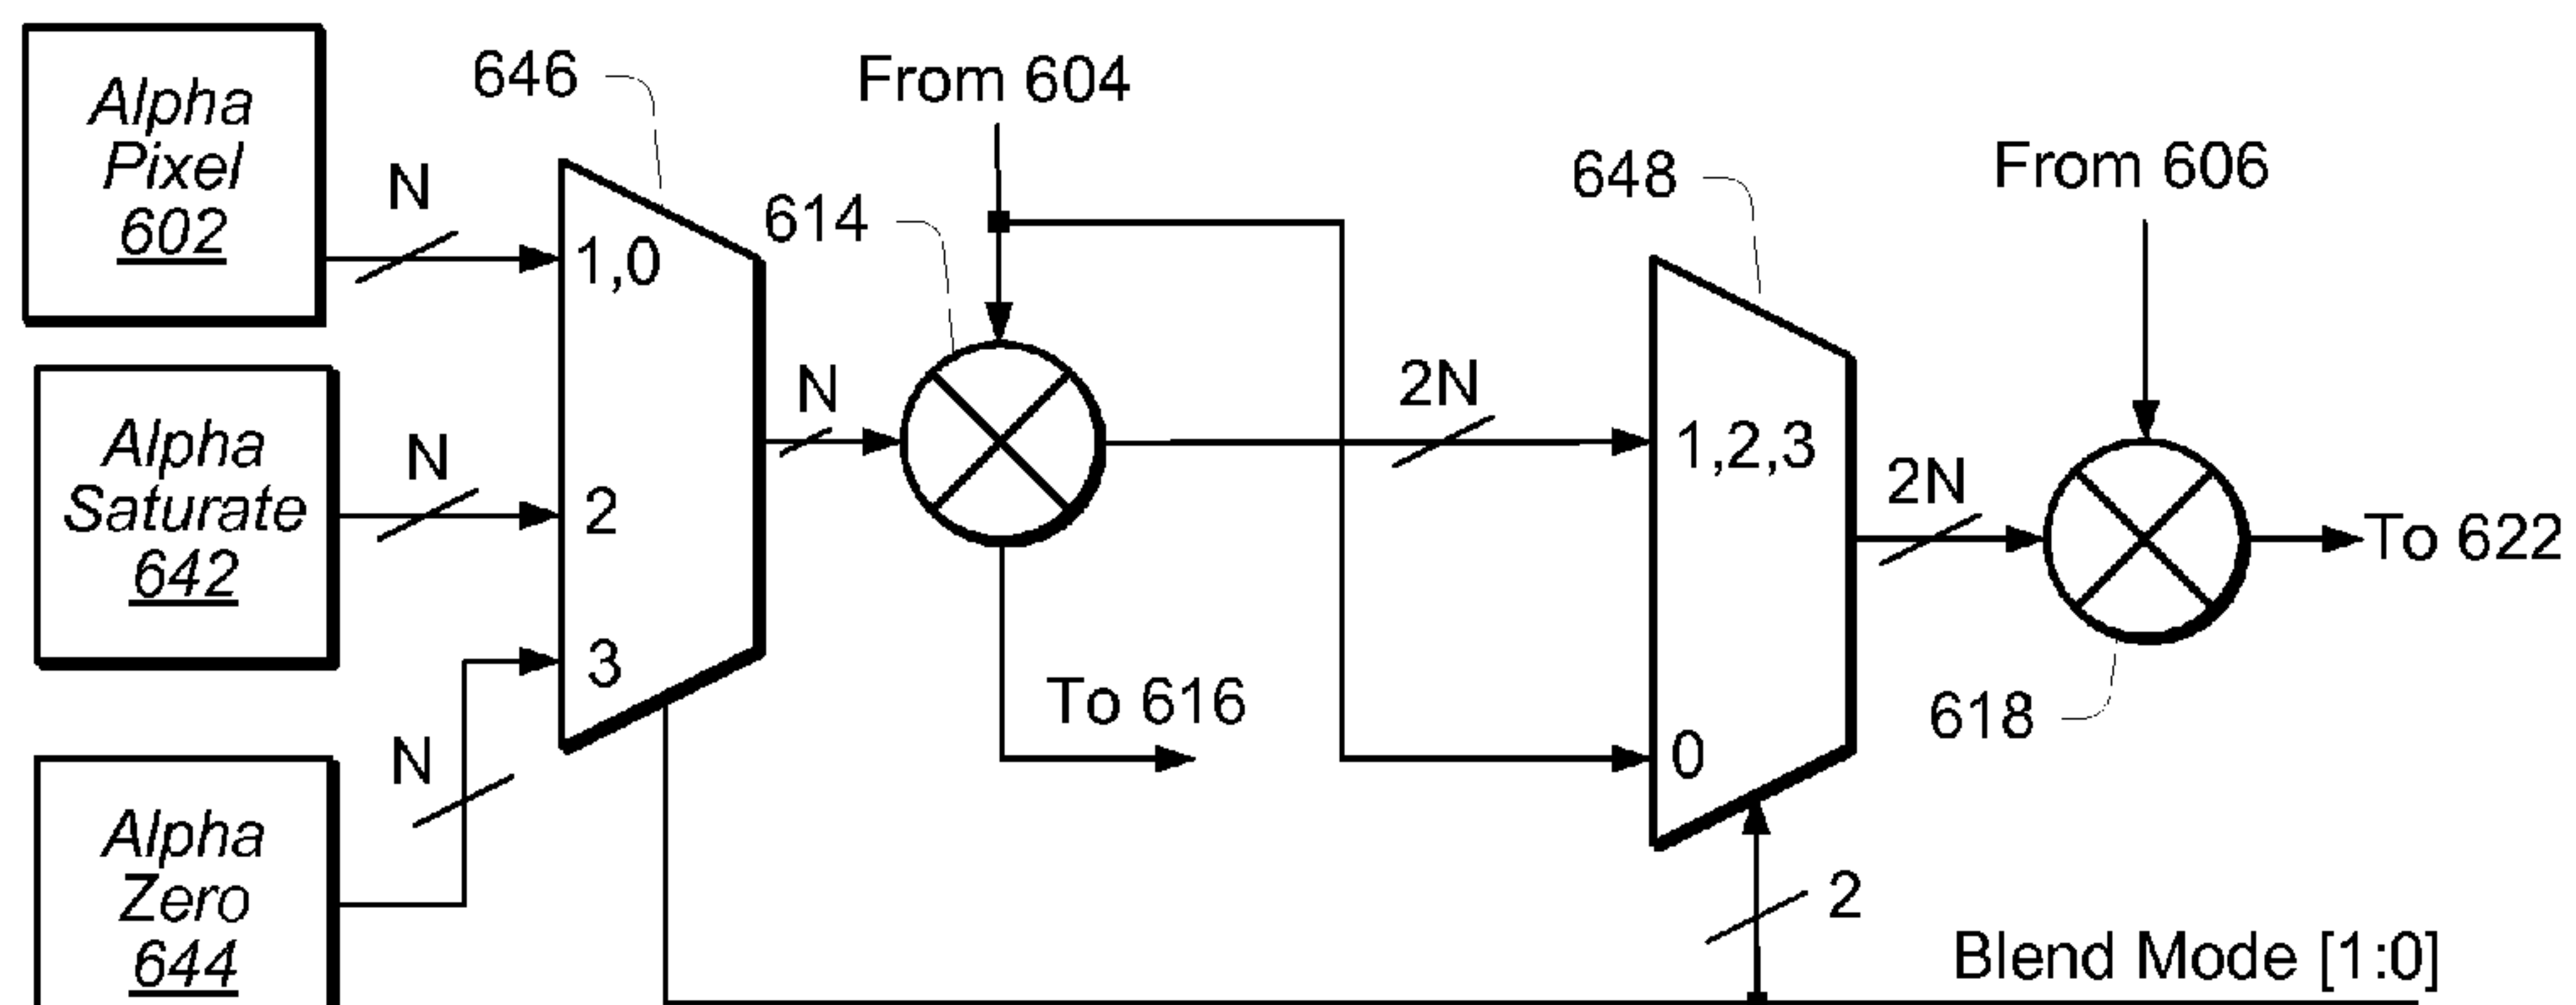 Alpha
Pixel
602
N
646
1,0
From 604
614
648
From 606
Alpha
Saturate
642
N
2
N
2N
1,2,3
2N
To 622
3
To 616
618
0
N
Alpha
Zero
644
2
Blend Mode [1:0]